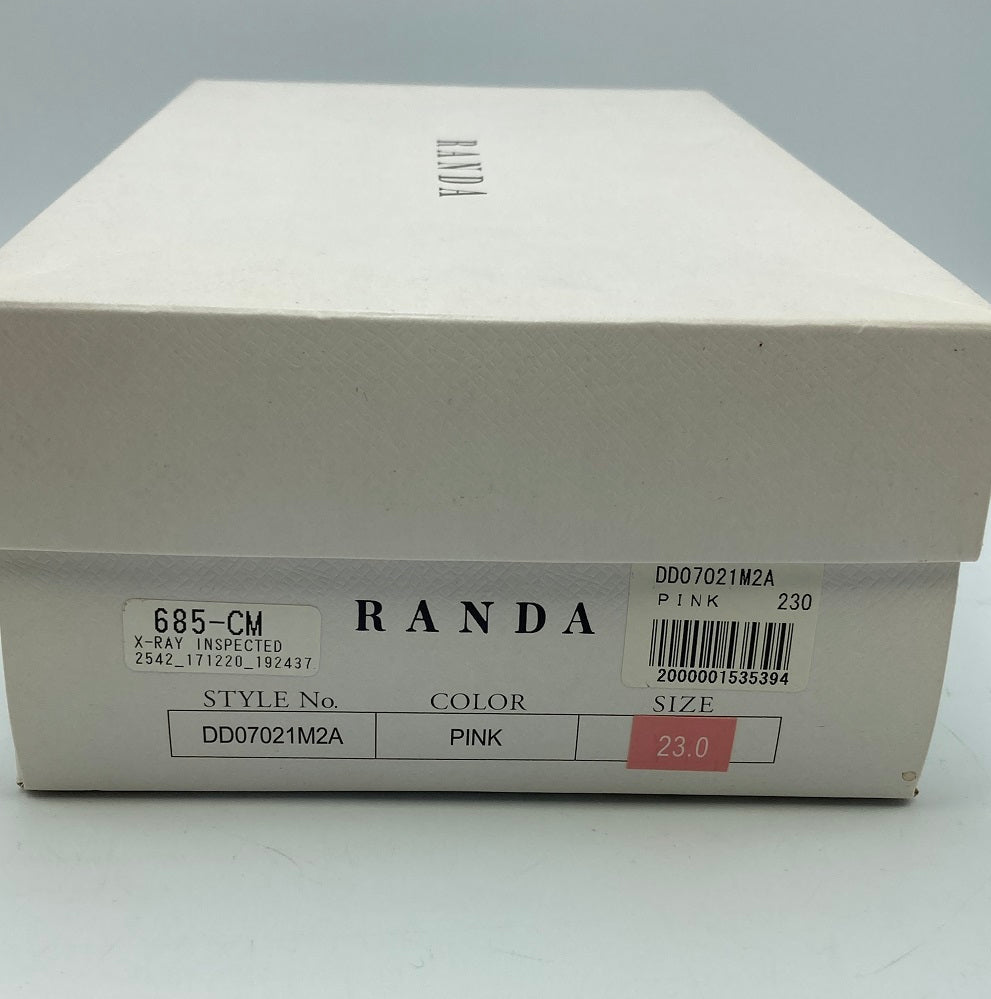 RANDA
685-CM
X-RAY INSPECTED
2542_171220_192437
RANDA
DD07021M2A
PINK 230
2000001535394
STYLE No. COLOR SIZE
DD07021M2A PINK 23.0